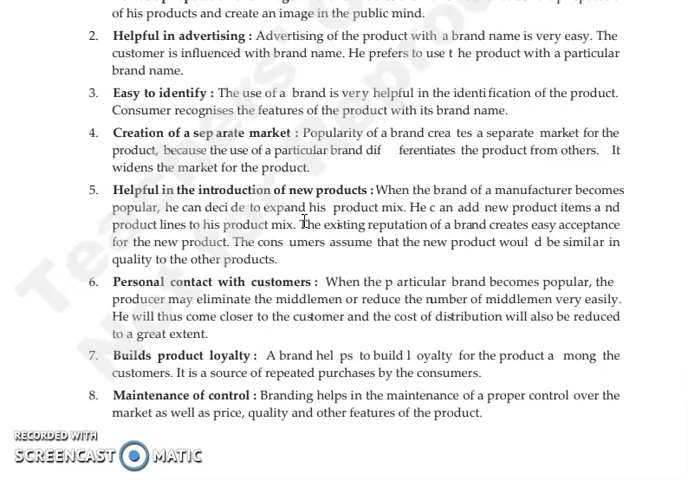 of his products and create an image in the public mind.
2. Helpful in advertising : Advertising of the product with a brand name is very easy. The
customer is influenced with brand name. He prefers to use t he product with a particular
brand name.
3. Easy to identify : The use of a brand is very helpful in the identification of the product.
Consumer recognises the features of the product with its brand name.
4. Creation of a sep arate market : Popularity of a brand crea tes a separate market for the
product, because the use of a particular brand dif ferentiates the product from others. It
widens the market for the product.
5. Helpful in the introduction of new products : When the brand of a manufacturer becomes
popular, he can deci de to expand his product mix. He c an add new product items a nd
product lines to his product mix. The existing reputation of a brand creates easy acceptance
for the new product. The cons umers assume that the new product woul d be similar in
quality to the other products.
6. Personal contact with customers : When the p articular brand becomes popular, the
producer may eliminate the middlemen or reduce the number of middlemen very easily.
He will thus come closer to the customer and the cost of distribution will also be reduced
to a great extent.
7. Builds product loyalty : A brand hel ps to build l oyalty for the product a mong the
customers. It is a source of repeated purchases by the consumers.
8. Maintenance of control : Branding helps in the maintenance of a proper control over the
market as well as price, quality and other features of the product.
RECORDED WITH
SCREENCAST MATIC